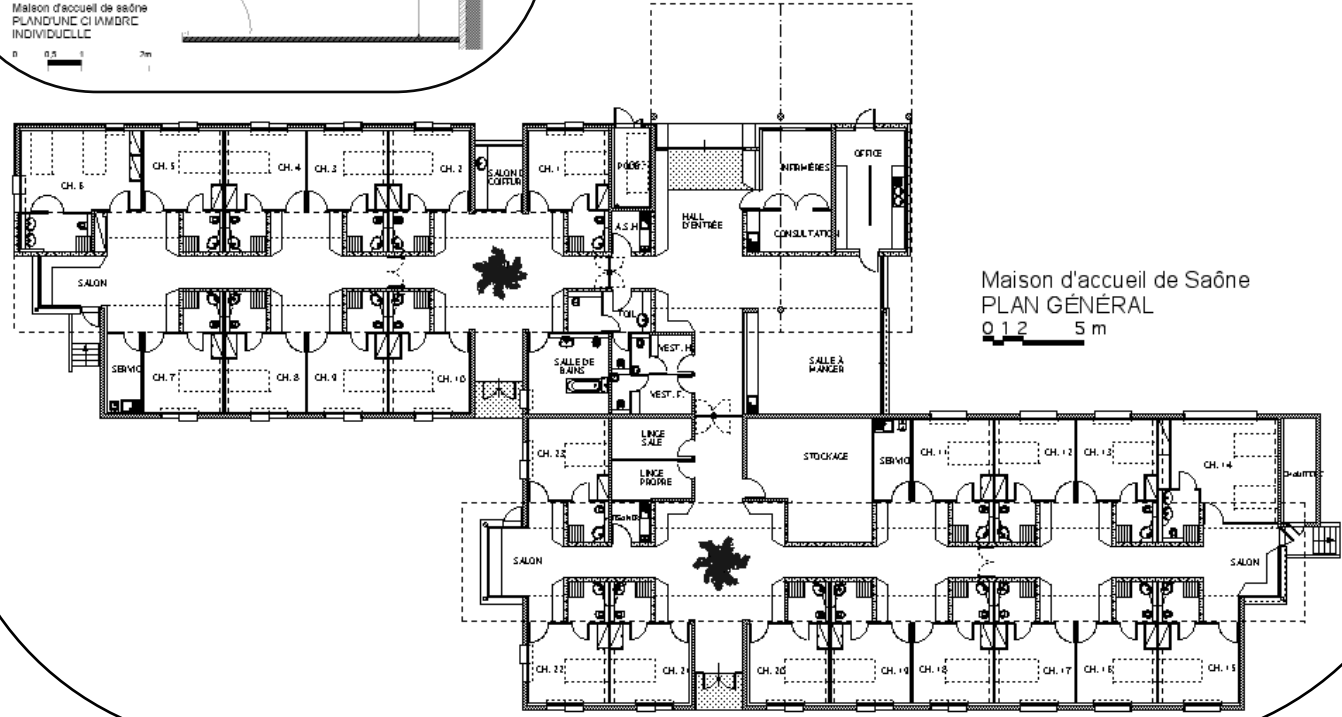 Maison d'accueil de saône
PLAN D'UNE CHAMBRE
INDIVIDUELLE
0 0,5 1 2m
CH. 6
CH. 5
CH. 4
CH. 3
CH. 2
SALON
CH. 1
A.S.H
HALL
D'ENTRÉE
INFIRMIÈRES
CONSULTATION
OFFICE
SALON
SERVICE
CH. 7
CH. 8
CH. 9
CH. 10
SALLE DE
BAINS
TOIL
VEST. H.
VEST. F.
SALLE À
MANGER
Maison d'accueil de Saône
PLAN GÉNÉRAL
0 1 2 5 m
CH. 23
LINGE
SALE
LINGE
PROPRE
STOCKAGE
SERVIC
CH. 11
CH. 12
CH. 13
CH. 14
SALON
SALON
CH. 22
CH. 21
CH. 20
CH. 19
CH. 18
CH. 17
CH. 16
CH. 15